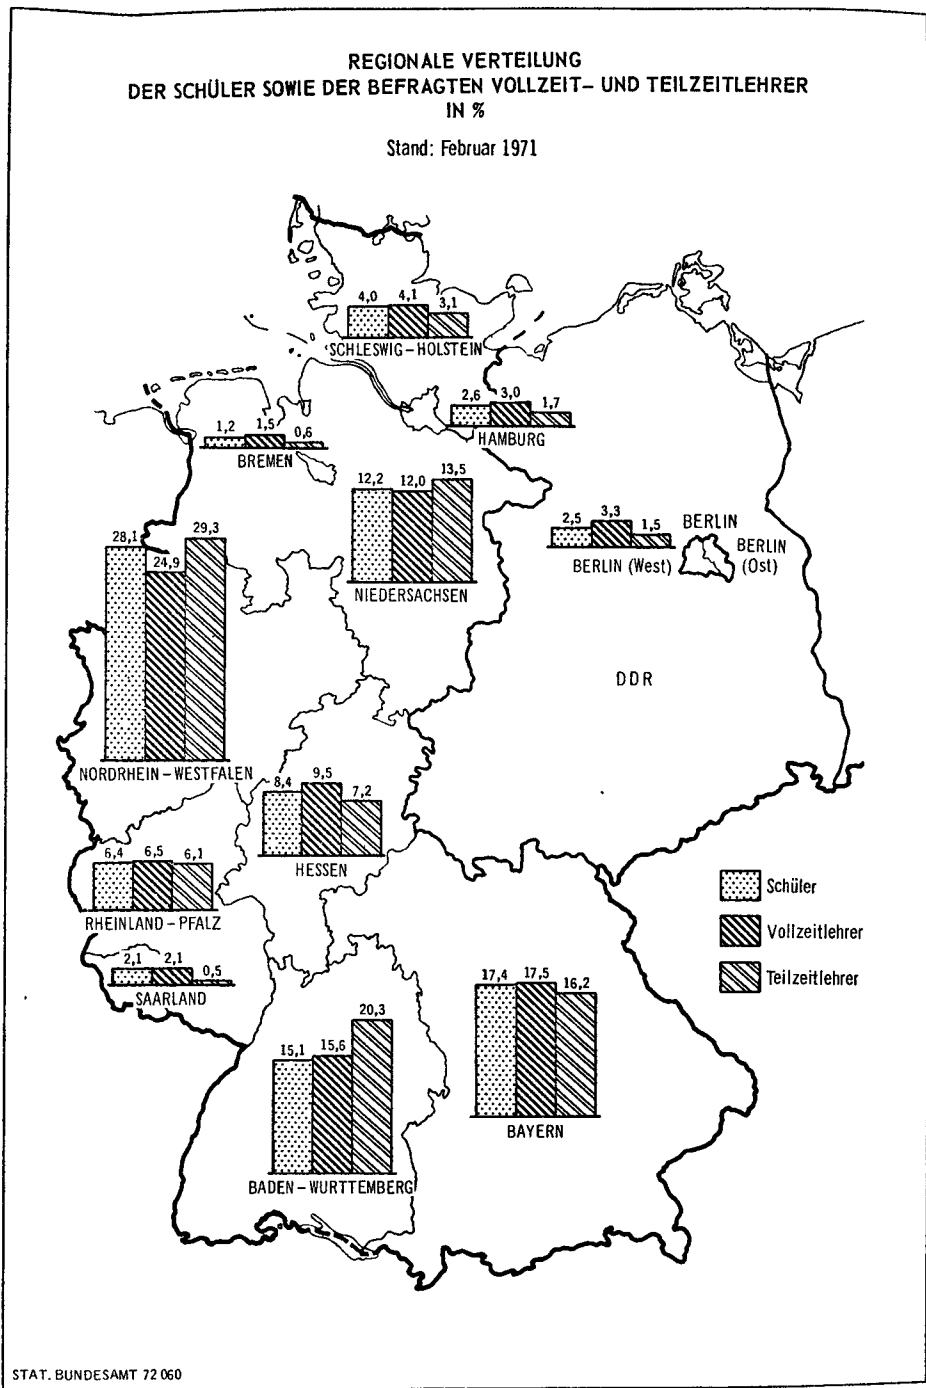 REGIONALE VERTEILUNG
DER SCHÜLER SOWIE DER BEFRAGTEN VOLLZEIT– UND TEILZEITLEHRER
IN %
Stand: Februar 1971
4,0 4,1 3,1
SCHLESWIG–HOLSTEIN
2,6 3,0 1,7
HAMBURG
1,2 1,5 0,6
BREMEN
12,2 12,0 13,5
NIEDERSACHSEN
2,5 3,3 1,5
BERLIN (West)
BERLIN
BERLIN
(Ost)
28,1 24,9 29,3
NORDRHEIN–WESTFALEN
DDR
8,4 9,5 7,2
HESSEN
6,4 6,5 6,1
RHEINLAND–PFALZ
Schüler
Vollzeitlehrer
Teilzeitlehrer
2,1 2,1 0,5
SAARLAND
17,4 17,5 16,2
BAYERN
15,1 15,6 20,3
BADEN–WURTTEMBERG
STAT. BUNDESAMT 72 060